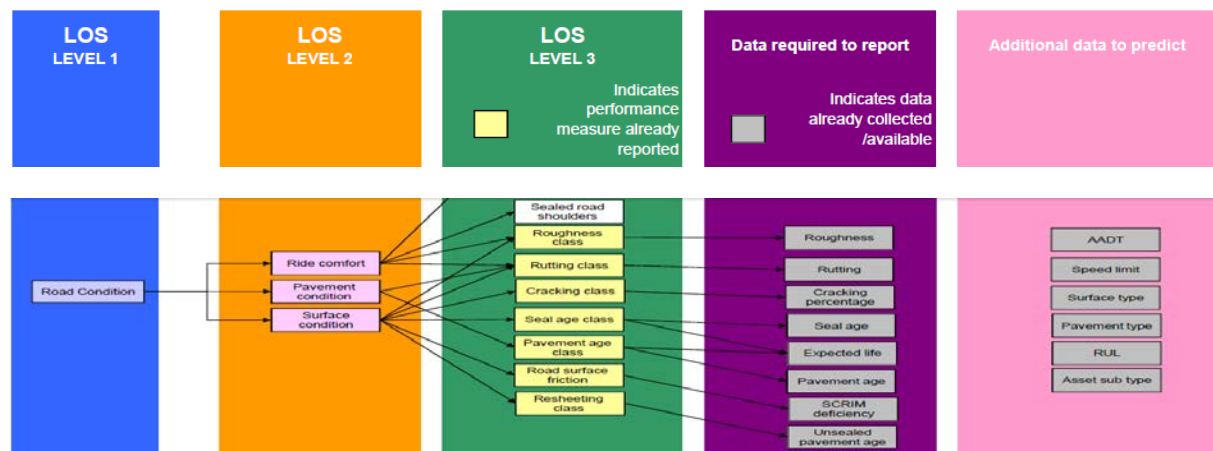 LOS
LEVEL 1
LOS
LEVEL 2
LOS
LEVEL 3
Indicates
performance
measure already
reported
Data required to report
Indicates data
already collected
/available
Additional data to predict
Road Condition
Ride comfort
Pavement
condition
Surface
condition
Sealed road
shoulders
Roughness
class
Rutting class
Cracking class
Seal age class
Pavement age
class
Road surface
friction
Resheeting
class
Roughness
Rutting
Cracking
percentage
Seal age
Expected life
Pavement age
SCRIM
deficiency
Unsealed
pavement age
AADT
Speed limit
Surface type
Pavement type
RUL
Asset sub type